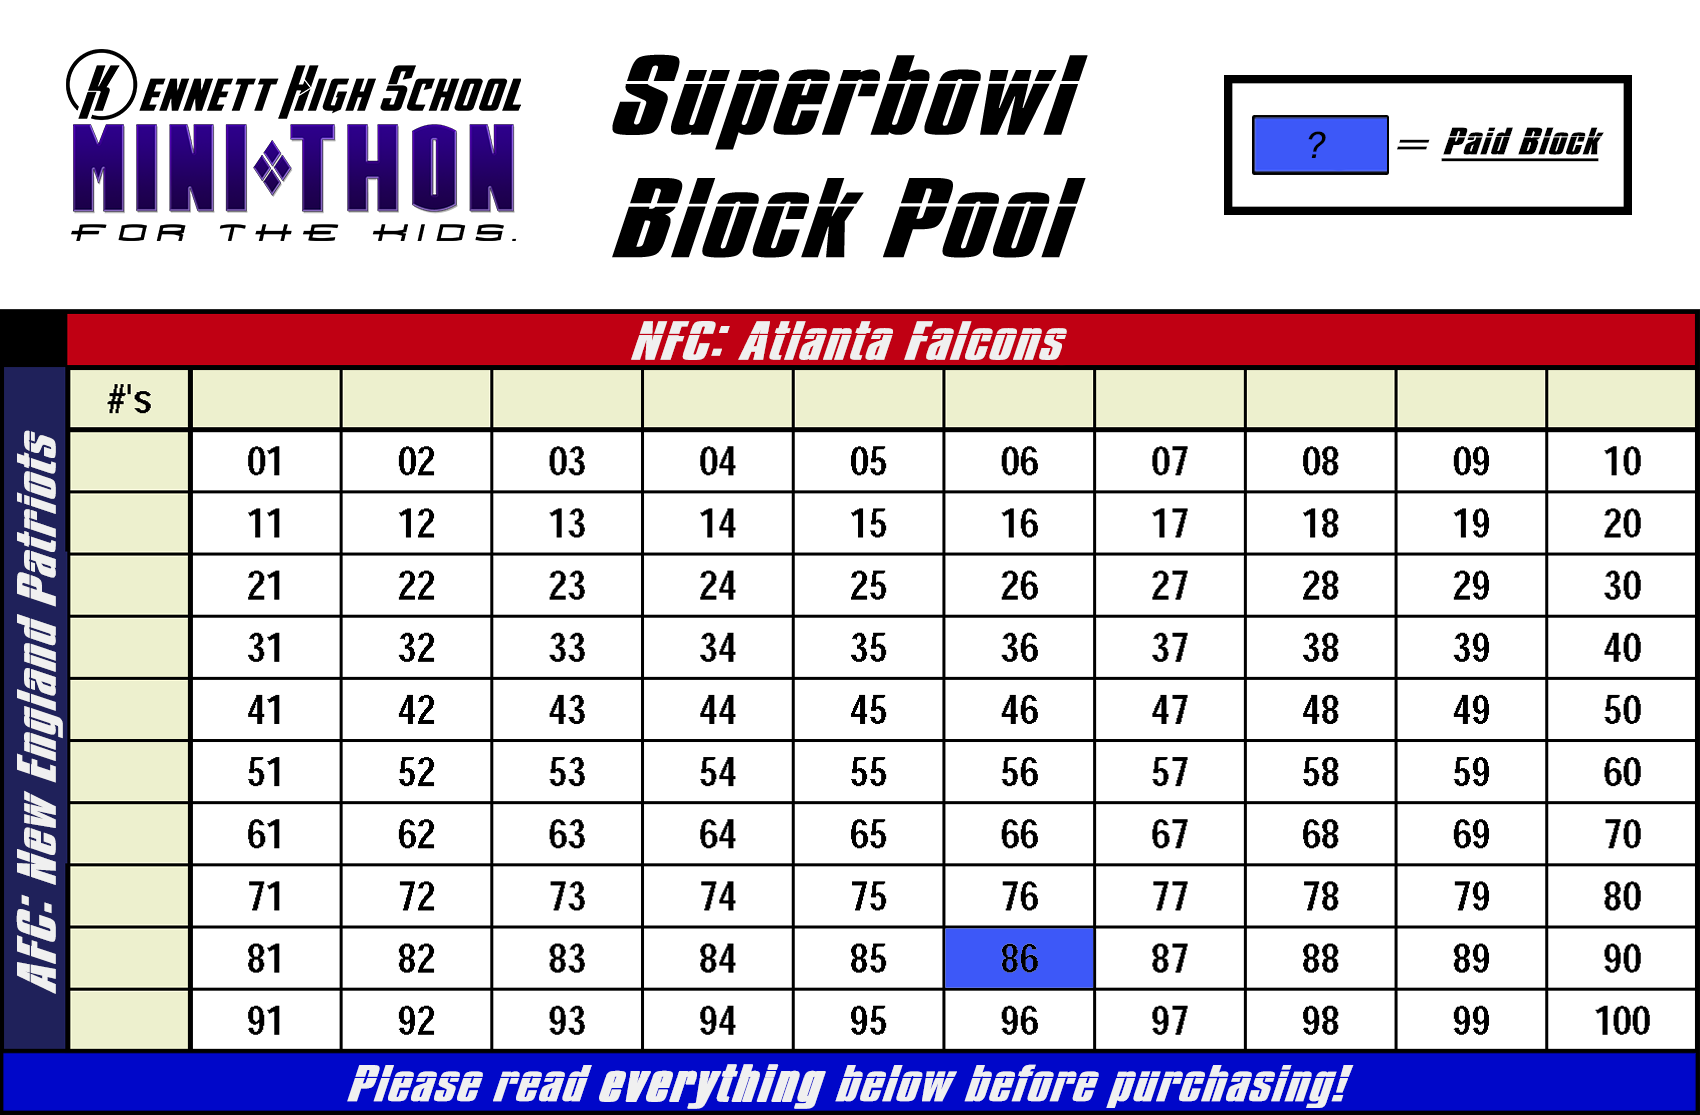 KENNETT HIGH SCHOOL
MINI THON
FOR THE KIDS.
Superbowl
Block Pool
? = Paid Block
NFC: Atlanta Falcons
AFC: New England Patriots
#'s
01 02 03 04 05 06 07 08 09 10
11 12 13 14 15 16 17 18 19 20
21 22 23 24 25 26 27 28 29 30
31 32 33 34 35 36 37 38 39 40
41 42 43 44 45 46 47 48 49 50
51 52 53 54 55 56 57 58 59 60
61 62 63 64 65 66 67 68 69 70
71 72 73 74 75 76 77 78 79 80
81 82 83 84 85 86 87 88 89 90
91 92 93 94 95 96 97 98 99 100
Please read everything below before purchasing!